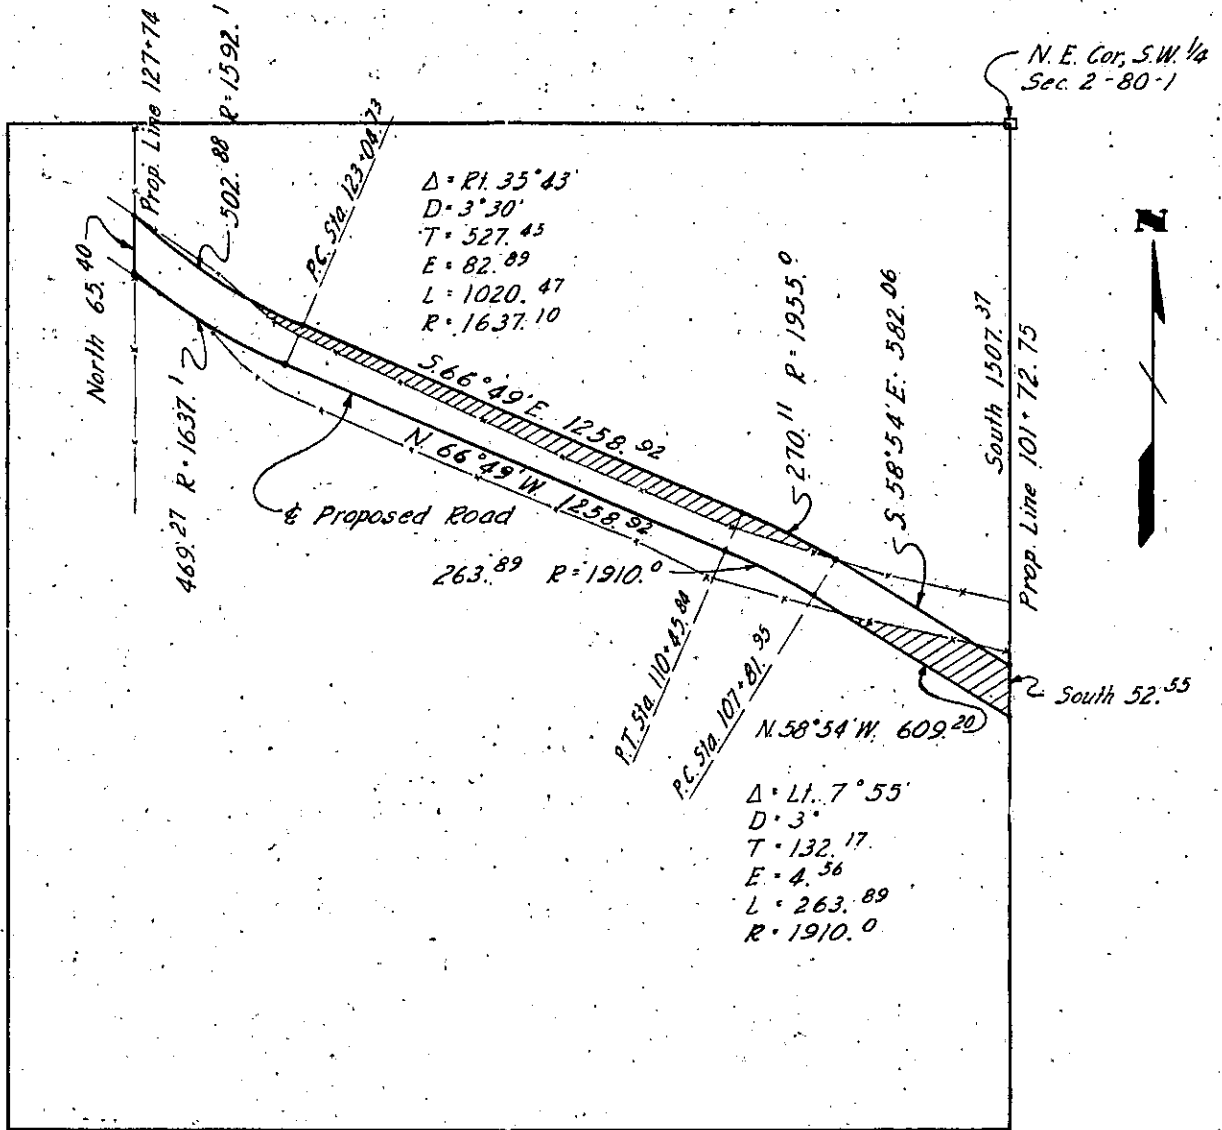 N. E. Cor, S.W. 1/4
Sec. 2-80-1
Prop. Line 127+74
502.88 R=1592.1
P.C. Sta. 123+04.73
North 65.40
469.27 R=1637.1
Δ = Rt. 35°43'
D = 3°30'
T = 527.45
E = 82.89
L = 1020.47
R = 1637.10
N
S. 66°49' E. 1258.92
N. 66°49' W. 1258.92
℄ Proposed Road
263.89 R=1910.0
270.11 R=1955.0
S. 58°54' E. 582.06
South 1507.37
Prop. Line 101+72.75
P.T. Sta. 110+45.84
P.C. Sta. 107+81.95
South 52.55
N. 58°54' W. 609.20
Δ = Lt. 7°55'
D = 3°
T = 132.17
E = 4.56
L = 263.89
R = 1910.0